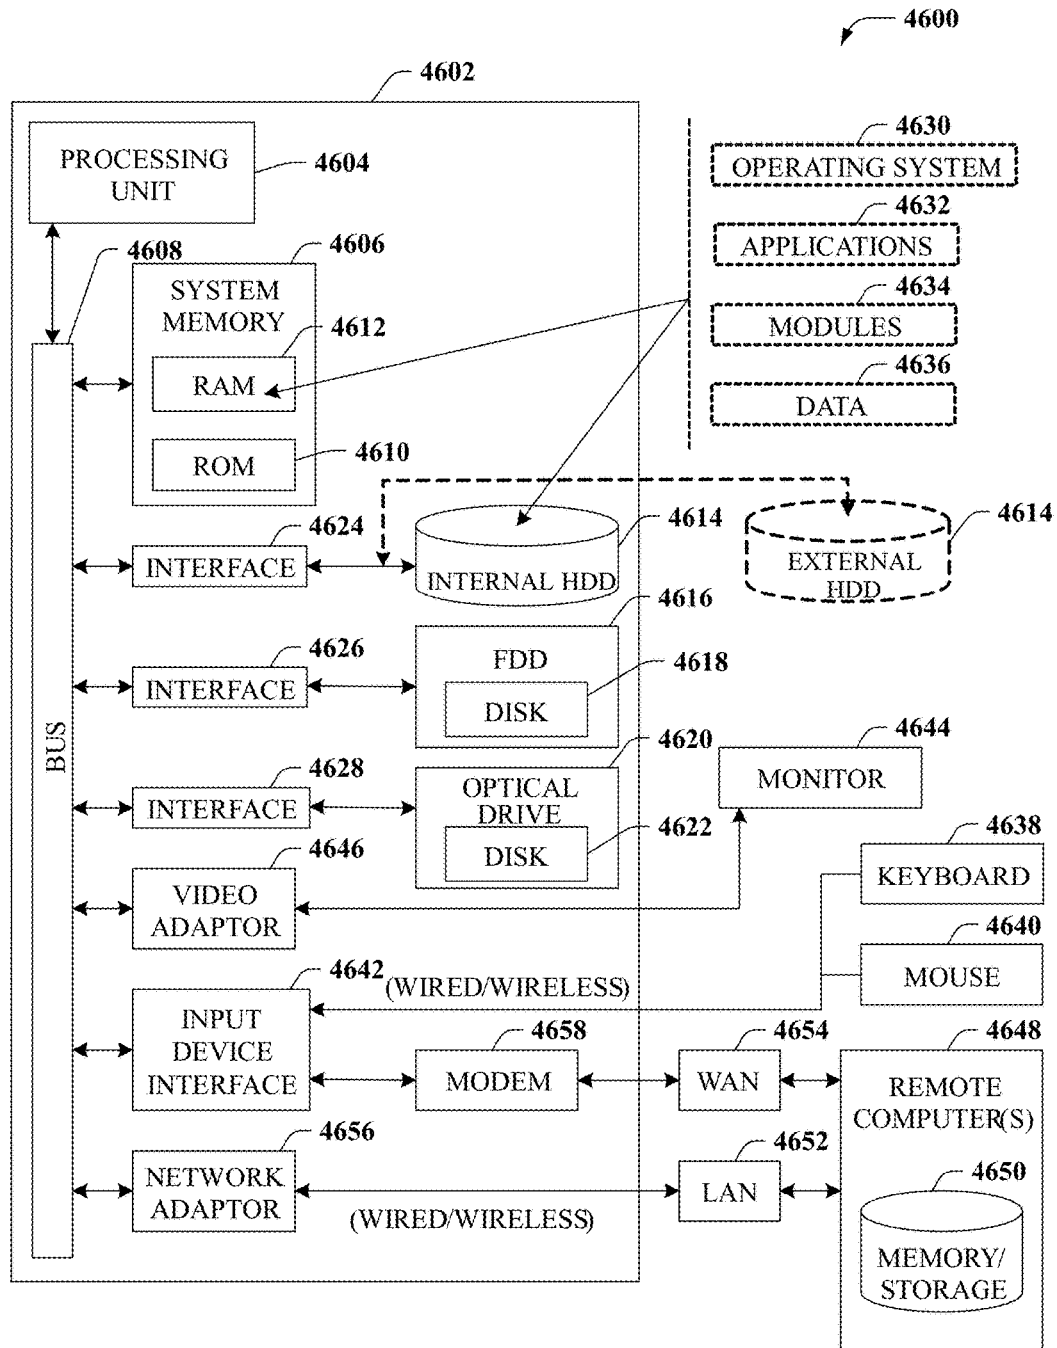 4600
4602
PROCESSING
UNIT
4604
4608
4606
SYSTEM
MEMORY
4612
RAM
ROM
4610
4630
OPERATING SYSTEM
4632
APPLICATIONS
4634
MODULES
4636
DATA
4624
INTERFACE
INTERNAL HDD
4614
EXTERNAL
HDD
4614
4626
INTERFACE
4616
FDD
4618
DISK
BUS
4628
INTERFACE
4620
OPTICAL
DRIVE
4622
DISK
4644
MONITOR
4646
VIDEO
ADAPTOR
4638
KEYBOARD
4640
MOUSE
4642
(WIRED/WIRELESS)
INPUT
DEVICE
INTERFACE
4658
MODEM
4654
WAN
4648
REMOTE
COMPUTER(S)
4656
NETWORK
ADAPTOR
(WIRED/WIRELESS)
4652
LAN
4650
MEMORY/
STORAGE